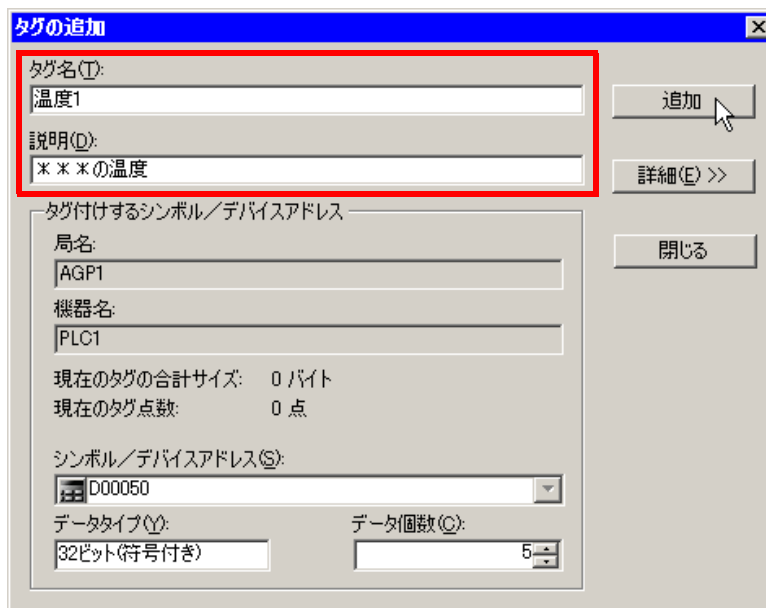 タグの追加
タグ名(T):
温度1
追加
説明(D):
＊＊＊の温度
詳細(E) >>
タグ付けするシンボル／デバイスアドレス
閉じる
局名:
AGP1
機器名:
PLC1
現在のタグの合計サイズ: 0 バイト
現在のタグ点数: 0 点
シンボル／デバイスアドレス(S):
D00050
データタイプ(Y): データ個数(C):
32ビット(符号付き) 5